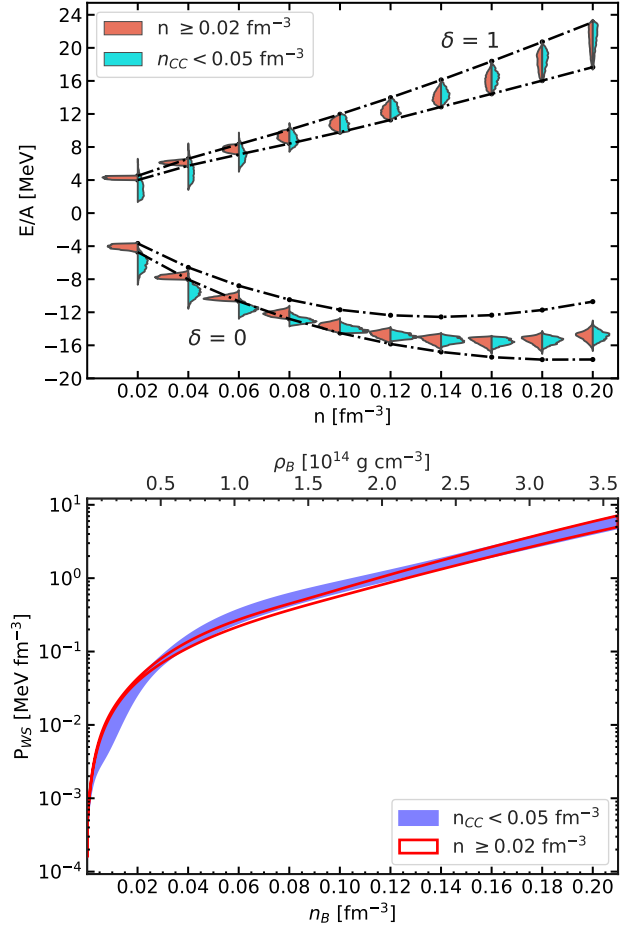 24
20
16
12
8
4
0
−4
−8
−12
−16
−20
E/A [MeV]
n ≥ 0.02 fm⁻³
n_CC < 0.05 fm⁻³
δ = 1
δ = 0
0.02 0.04 0.06 0.08 0.10 0.12 0.14 0.16 0.18 0.20
n [fm⁻³]
ρ_B [10¹⁴ g cm⁻³]
0.5 1.0 1.5 2.0 2.5 3.0 3.5
10¹
10⁰
10⁻¹
10⁻²
10⁻³
10⁻⁴
P_WS [MeV fm⁻³]
n_CC < 0.05 fm⁻³
n ≥ 0.02 fm⁻³
0.02 0.04 0.06 0.08 0.10 0.12 0.14 0.16 0.18 0.20
n_B [fm⁻³]